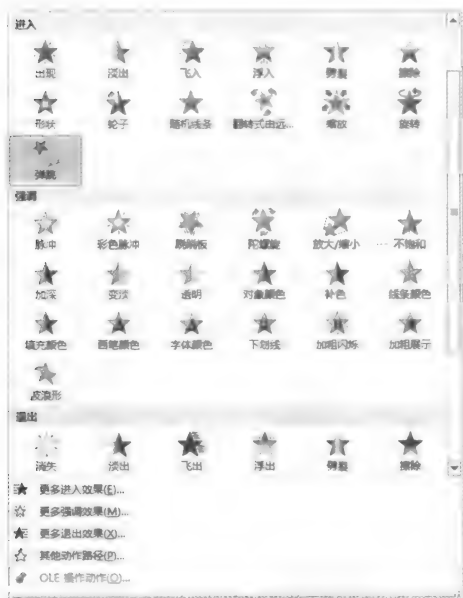 进入
出现 淡出 飞入 浮入 劈裂 擦除
形状 轮子 随机线条 翻转式由远... 缩放 旋转
弹跳
强调
脉冲 彩色脉冲 跷跷板 陀螺旋 放大/缩小 不饱和
加深 变淡 透明 对象颜色 补色 线条颜色
填充颜色 画笔颜色 字体颜色 下划线 加粗闪烁 加粗展示
波浪形
退出
消失 淡出 飞出 浮出 劈裂 擦除
更多进入效果(E)...
更多强调效果(M)...
更多退出效果(X)...
其他动作路径(P)...
OLE 操作动作(O)...